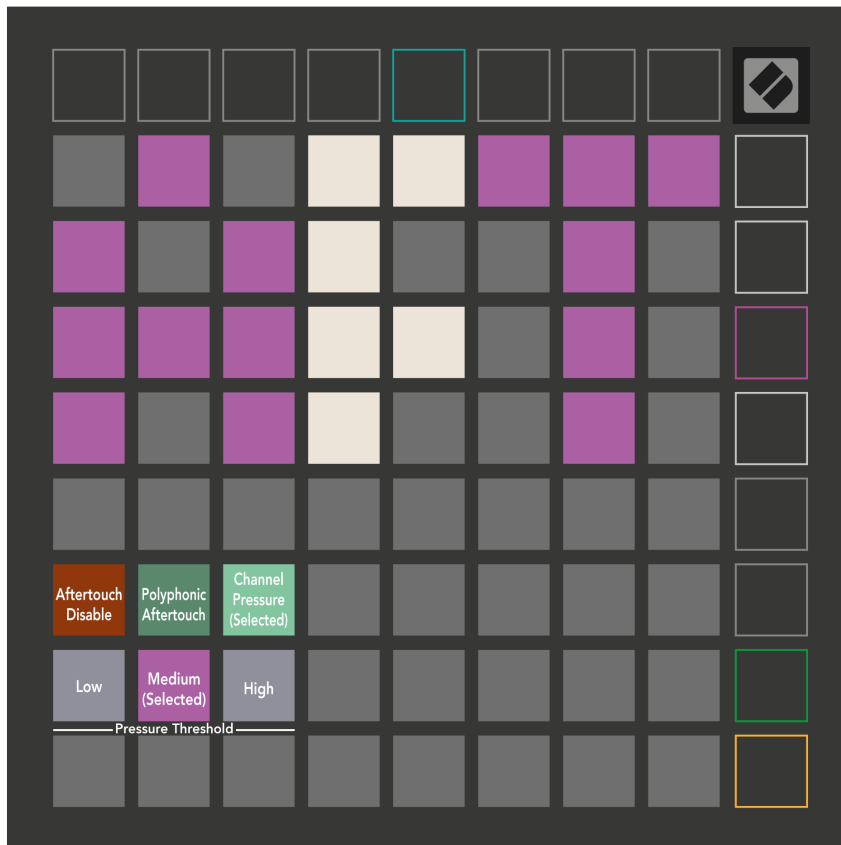 Aftertouch
Disable
Polyphonic
Aftertouch
Channel
Pressure
(Selected)
Low
Medium
(Selected)
High
Pressure Threshold